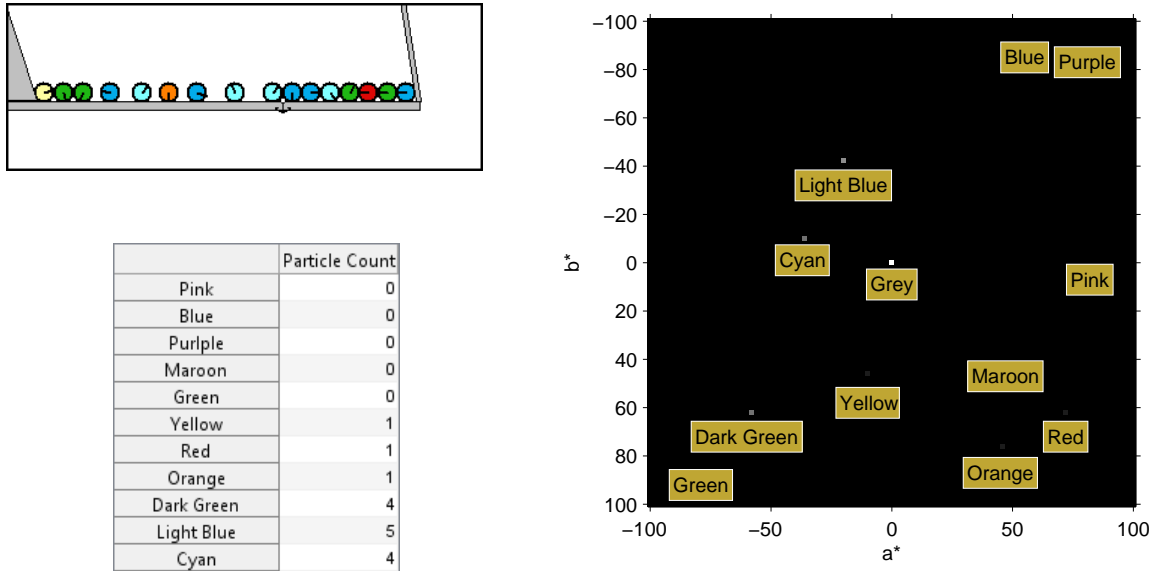 Particle Count
Pink 0
Blue 0
Purlple 0
Maroon 0
Green 0
Yellow 1
Red 1
Orange 1
Dark Green 4
Light Blue 5
Cyan 4
b*
−100
−80
−60
−40
−20
0
20
40
60
80
100
Blue
Purple
Light Blue
Cyan
Grey
Pink
Maroon
Yellow
Dark Green
Red
Orange
Green
−100 −50 0 50 100
a*